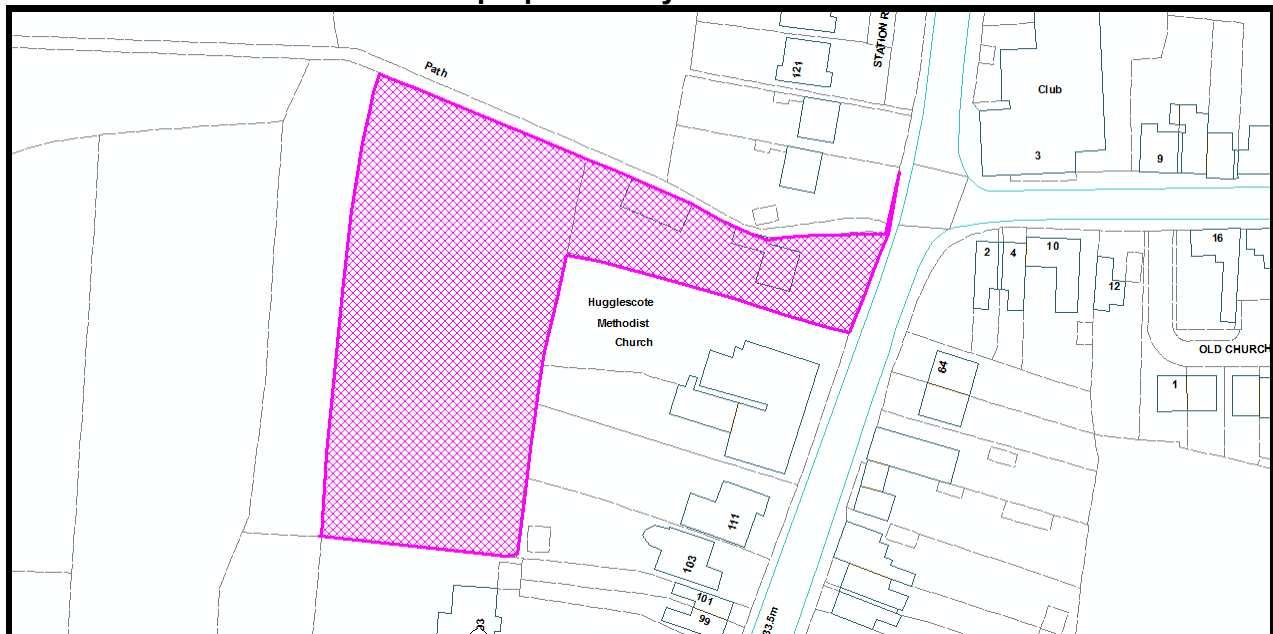 Path
121
STATION R
Club
3
9
Hugglescote
Methodist
Church
2
4
10
12
16
OLD CHURCH
1
64
111
103
101
99
33.5m